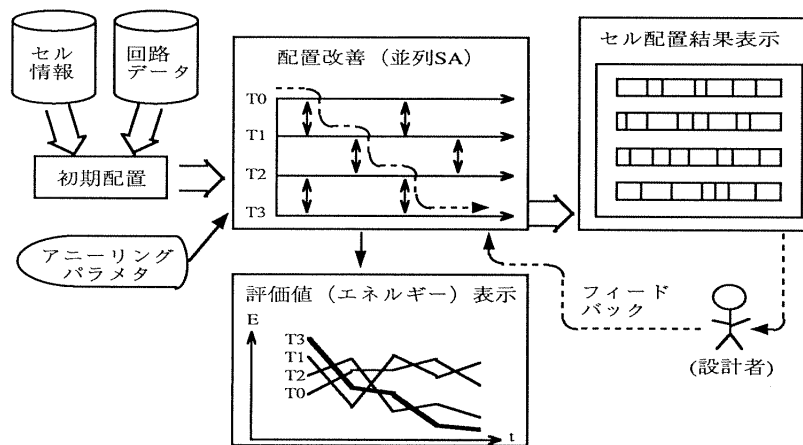 セル
情報
回路
データ
初期配置
アニーリング
パラメタ
配置改善（並列SA）
T0
T1
T2
T3
セル配置結果表示
評価値（エネルギー）表示
E
T3
T1
T2
T0
t
フィード
バック
(設計者)